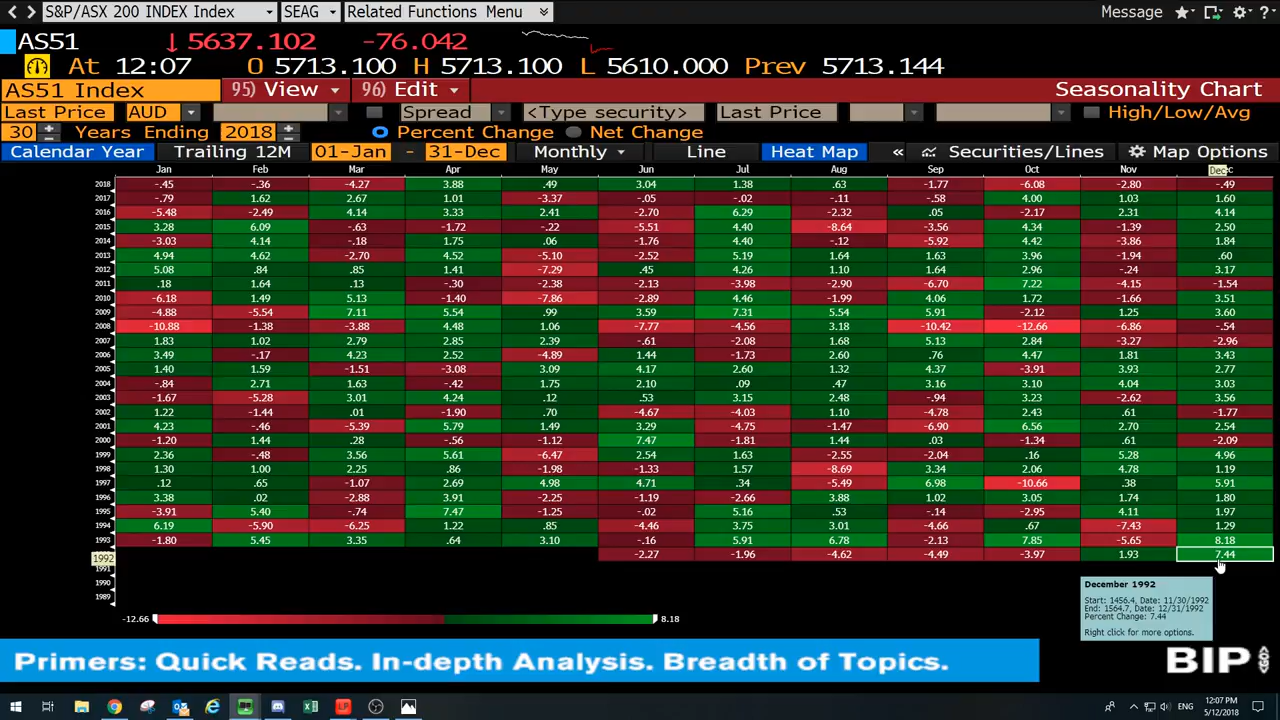 S&P/ASX 200 INDEX Index SEAG Related Functions Menu Message
AS51 ↓ 5637.102 -76.042
At 12:07 O 5713.100 H 5713.100 L 5610.000 Prev 5713.144
AS51 Index 95) View 96) Edit Seasonality Chart
Last Price AUD Spread <Type security> Last Price High/Low/Avg
30 Years Ending 2018 Percent Change Net Change
Calendar Year Trailing 12M 01-Jan - 31-Dec Monthly Line Heat Map « Securities/Lines Map Options
Jan Feb Mar Apr May Jun Jul Aug Sep Oct Nov Dec
2018 -.45 -.36 -4.27 3.88 .49 3.04 1.38 .63 -1.77 -6.08 -2.80 -.49
2017 -.79 1.62 2.67 1.01 -3.37 -.05 -.02 -.11 -.58 4.00 1.03 1.60
2016 -5.48 -2.49 4.14 3.33 2.41 -2.70 6.29 -2.32 .05 -2.17 2.31 4.14
2015 3.28 6.09 -.63 -1.72 -.22 -5.51 4.40 -8.64 -3.56 4.34 -1.39 2.50
2014 -3.03 4.14 -.18 1.75 .06 -1.76 4.40 -.12 -5.92 4.42 -3.86 1.84
2013 4.94 4.62 -2.70 4.52 -5.10 -2.52 5.19 1.64 1.63 3.96 -1.94 .60
2012 5.08 .84 .85 1.41 -7.29 .45 4.26 1.10 1.64 2.96 -.24 3.17
2011 .18 1.64 .13 -.30 -2.38 -2.13 -3.98 -2.90 -6.70 7.22 -4.15 -1.54
2010 -6.18 1.49 5.13 -1.40 -7.86 -2.89 4.46 -1.99 4.06 1.72 -1.66 3.51
2009 -4.88 -5.54 7.11 5.54 .99 3.59 7.31 5.54 5.91 -2.12 1.25 3.60
2008 -10.88 -1.38 -3.88 4.48 1.06 -7.77 -4.56 3.18 -10.42 -12.66 -6.86 -.54
2007 1.83 1.02 2.79 2.85 2.39 -.61 -2.08 1.68 5.13 2.84 -3.27 -2.96
2006 3.49 -.17 4.23 2.52 -4.89 1.44 -1.73 2.60 .76 4.47 1.81 3.43
2005 1.40 1.59 -1.51 -3.08 3.09 4.17 2.60 1.32 4.37 -3.91 3.93 2.77
2004 -.84 2.71 1.63 -.42 1.75 2.10 .09 .47 3.16 3.10 4.04 3.03
2003 -1.67 -5.28 3.01 4.24 .12 .53 3.15 2.48 -.94 3.23 -2.62 3.56
2002 1.22 -1.44 .01 -1.90 .70 -4.67 -4.03 1.10 -4.78 2.43 .61 -1.77
2001 4.23 -.46 -5.39 5.79 1.49 3.29 -4.75 -1.47 -6.90 6.56 2.70 2.54
2000 -1.20 1.44 .28 -.56 -1.12 7.47 -1.81 1.44 .03 -1.34 .61 -2.09
1999 2.36 -.48 3.56 5.61 -6.47 2.54 1.63 -2.55 -2.04 .16 5.28 4.96
1998 1.30 1.00 2.25 .86 -1.98 -1.33 1.57 -8.69 3.34 2.06 4.78 1.19
1997 .12 .65 -1.07 2.69 4.98 4.71 .34 -5.49 6.98 -10.66 .38 5.91
1996 3.38 .02 -2.88 3.91 -2.25 -1.19 -2.66 3.88 1.02 3.05 1.74 1.80
1995 -3.91 5.40 -.74 7.47 -1.25 -.02 5.16 .53 -.14 -2.95 4.11 1.97
1994 6.19 -5.90 -6.25 1.22 .85 -4.46 3.75 3.01 -4.66 .67 -7.43 1.29
1993 -1.80 5.45 3.35 .64 3.10 -.16 5.91 6.78 -2.13 7.85 -5.65 8.18
1992 -2.27 -1.96 -4.62 -4.49 -3.97 1.93 7.44
1991
1990
1989
December 1992
Start: 1456.4, Date: 11/30/1992
End: 1564.7, Date: 12/31/1992
Percent Change: 7.44
Right click for more options.
-12.66 8.18
Primers: Quick Reads. In-depth Analysis. Breadth of Topics.
BIP GO
ENG 12:07 PM
5/12/2018